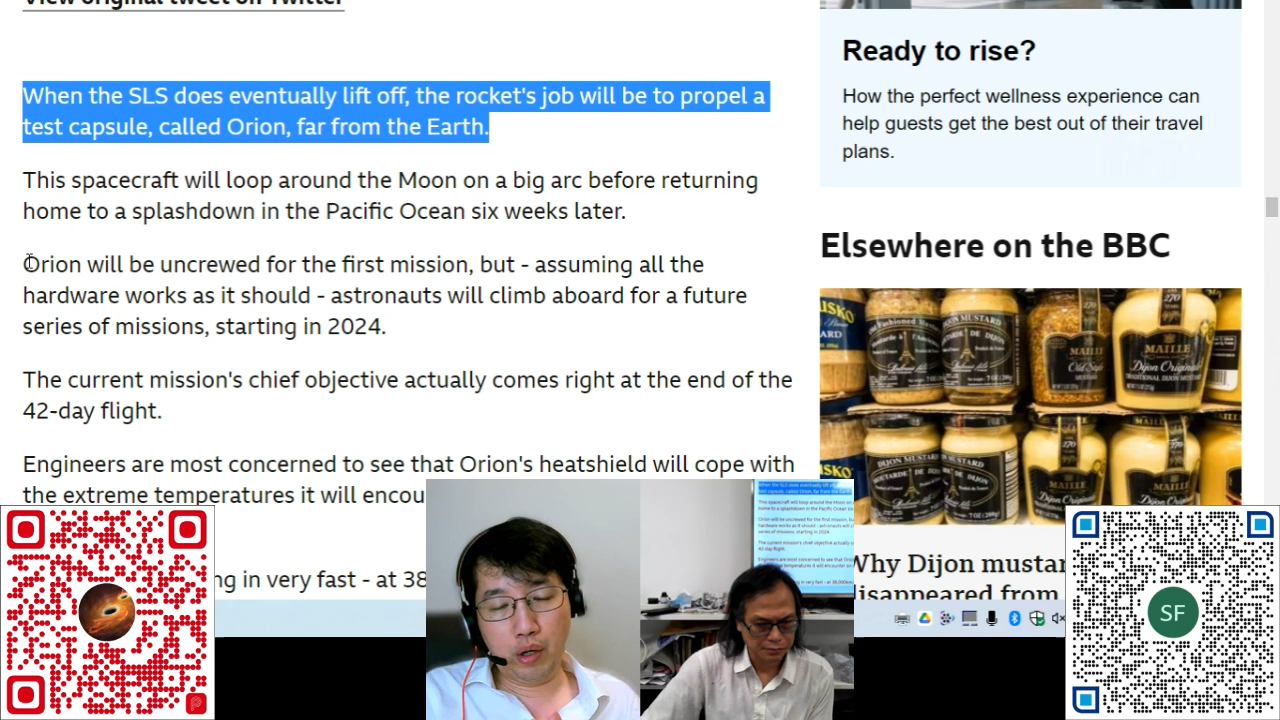 View original tweet on Twitter
When the SLS does eventually lift off, the rocket's job will be to propel a
test capsule, called Orion, far from the Earth.
This spacecraft will loop around the Moon on a big arc before returning
home to a splashdown in the Pacific Ocean six weeks later.
Orion will be uncrewed for the first mission, but - assuming all the
hardware works as it should - astronauts will climb aboard for a future
series of missions, starting in 2024.
The current mission's chief objective actually comes right at the end of the
42-day flight.
Engineers are most concerned to see that Orion's heatshield will cope with
the extreme temperatures it will encou
ng in very fast - at 38
Ready to rise?
How the perfect wellness experience can
help guests get the best out of their travel
plans.
Elsewhere on the BBC
MAILLE
Dijon Originale
MAILLE
Why Dijon mustar
disappeared from
SF